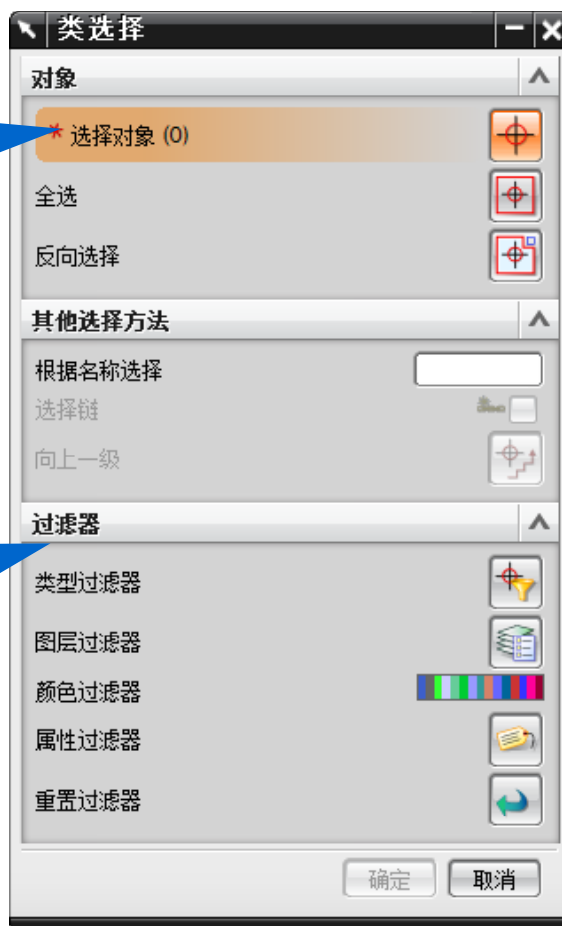 类选择
对象
* 选择对象 (0)
全选
反向选择
其他选择方法
根据名称选择
选择链
向上一级
过滤器
类型过滤器
图层过滤器
颜色过滤器
属性过滤器
重置过滤器
确定 取消